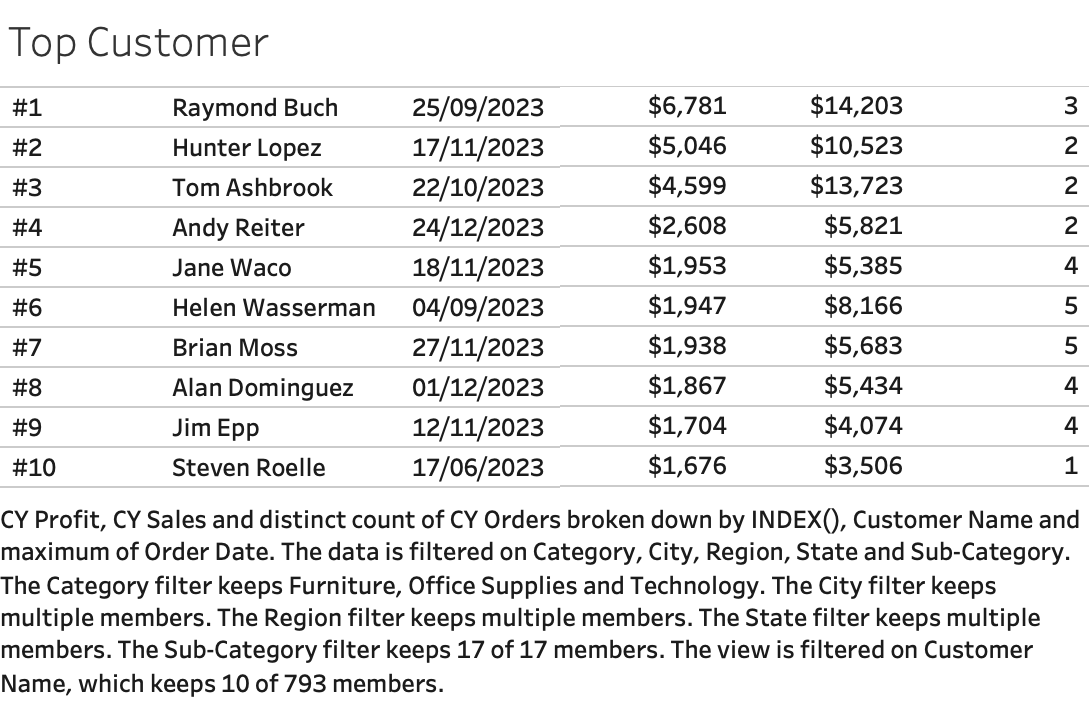 Top Customer
#1 Raymond Buch 25/09/2023 $6,781 $14,203 3
#2 Hunter Lopez 17/11/2023 $5,046 $10,523 2
#3 Tom Ashbrook 22/10/2023 $4,599 $13,723 2
#4 Andy Reiter 24/12/2023 $2,608 $5,821 2
#5 Jane Waco 18/11/2023 $1,953 $5,385 4
#6 Helen Wasserman 04/09/2023 $1,947 $8,166 5
#7 Brian Moss 27/11/2023 $1,938 $5,683 5
#8 Alan Dominguez 01/12/2023 $1,867 $5,434 4
#9 Jim Epp 12/11/2023 $1,704 $4,074 4
#10 Steven Roelle 17/06/2023 $1,676 $3,506 1
CY Profit, CY Sales and distinct count of CY Orders broken down by INDEX(), Customer Name and
maximum of Order Date. The data is filtered on Category, City, Region, State and Sub-Category.
The Category filter keeps Furniture, Office Supplies and Technology. The City filter keeps
multiple members. The Region filter keeps multiple members. The State filter keeps multiple
members. The Sub-Category filter keeps 17 of 17 members. The view is filtered on Customer
Name, which keeps 10 of 793 members.